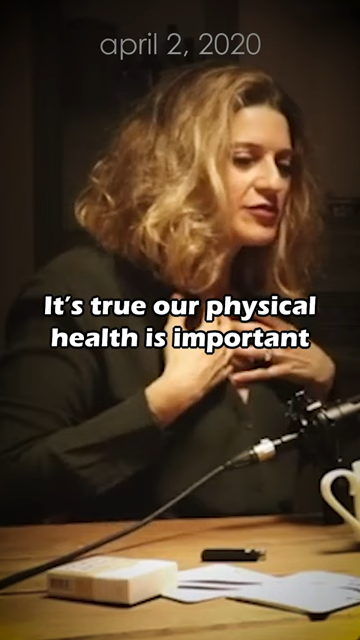 april 2, 2020
It's true our physical
health is important